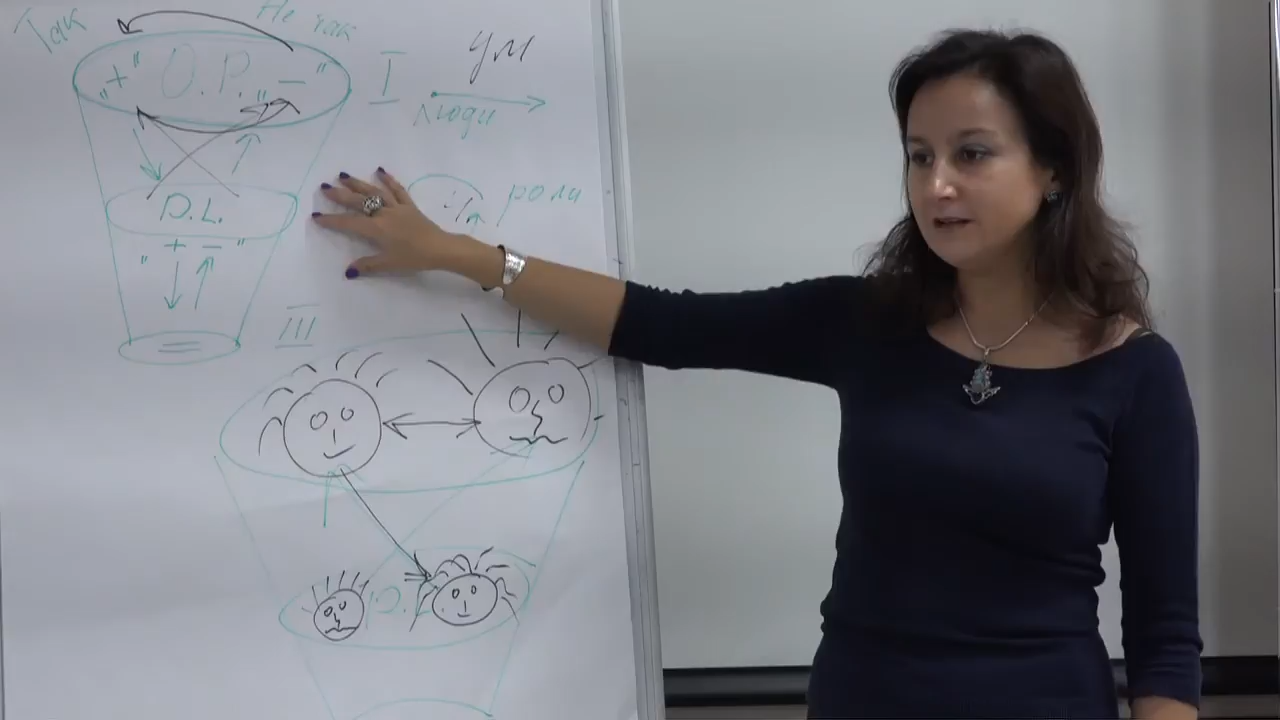 Так
Не так
"+" O.P. "−"
I
ум
люди
роли
D.L.
"+ −"
III